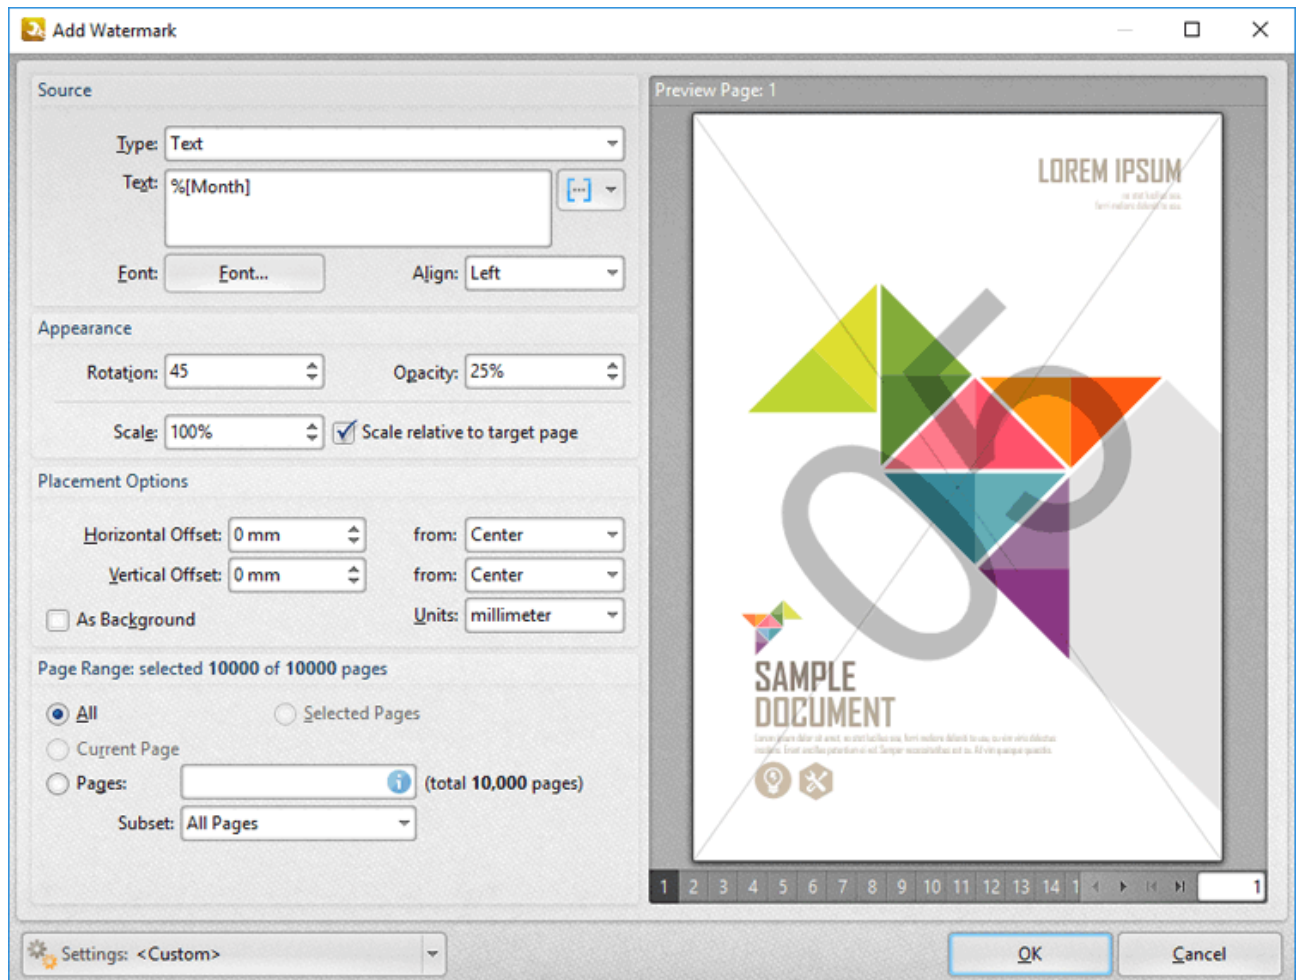 Add Watermark
Source
Preview Page: 1
Type: Text
Text: %[Month]
Font: Font... Align: Left
Appearance
Rotation: 45 Opacity: 25%
Scale: 100% Scale relative to target page
Placement Options
Horizontal Offset: 0 mm from: Center
Vertical Offset: 0 mm from: Center
As Background Units: millimeter
Page Range: selected 10000 of 10000 pages
All Selected Pages
Current Page
Pages: (total 10,000 pages)
Subset: All Pages
LOREM IPSUM
05
SAMPLE
DOCUMENT
1 2 3 4 5 6 7 8 9 10 11 12 13 14 1 1
Settings: <Custom> OK Cancel